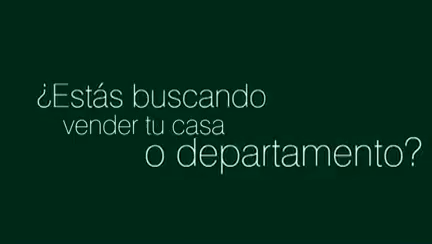 ¿Estás buscando
vender tu casa
o departamento?